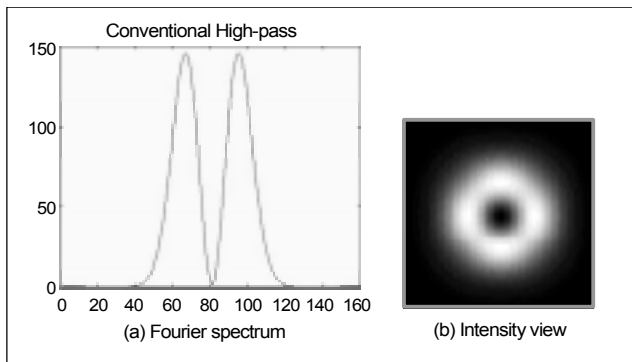 Conventional High-pass
150
100
50
0
0 20 40 60 80 100 120 140 160
(a) Fourier spectrum
(b) Intensity view